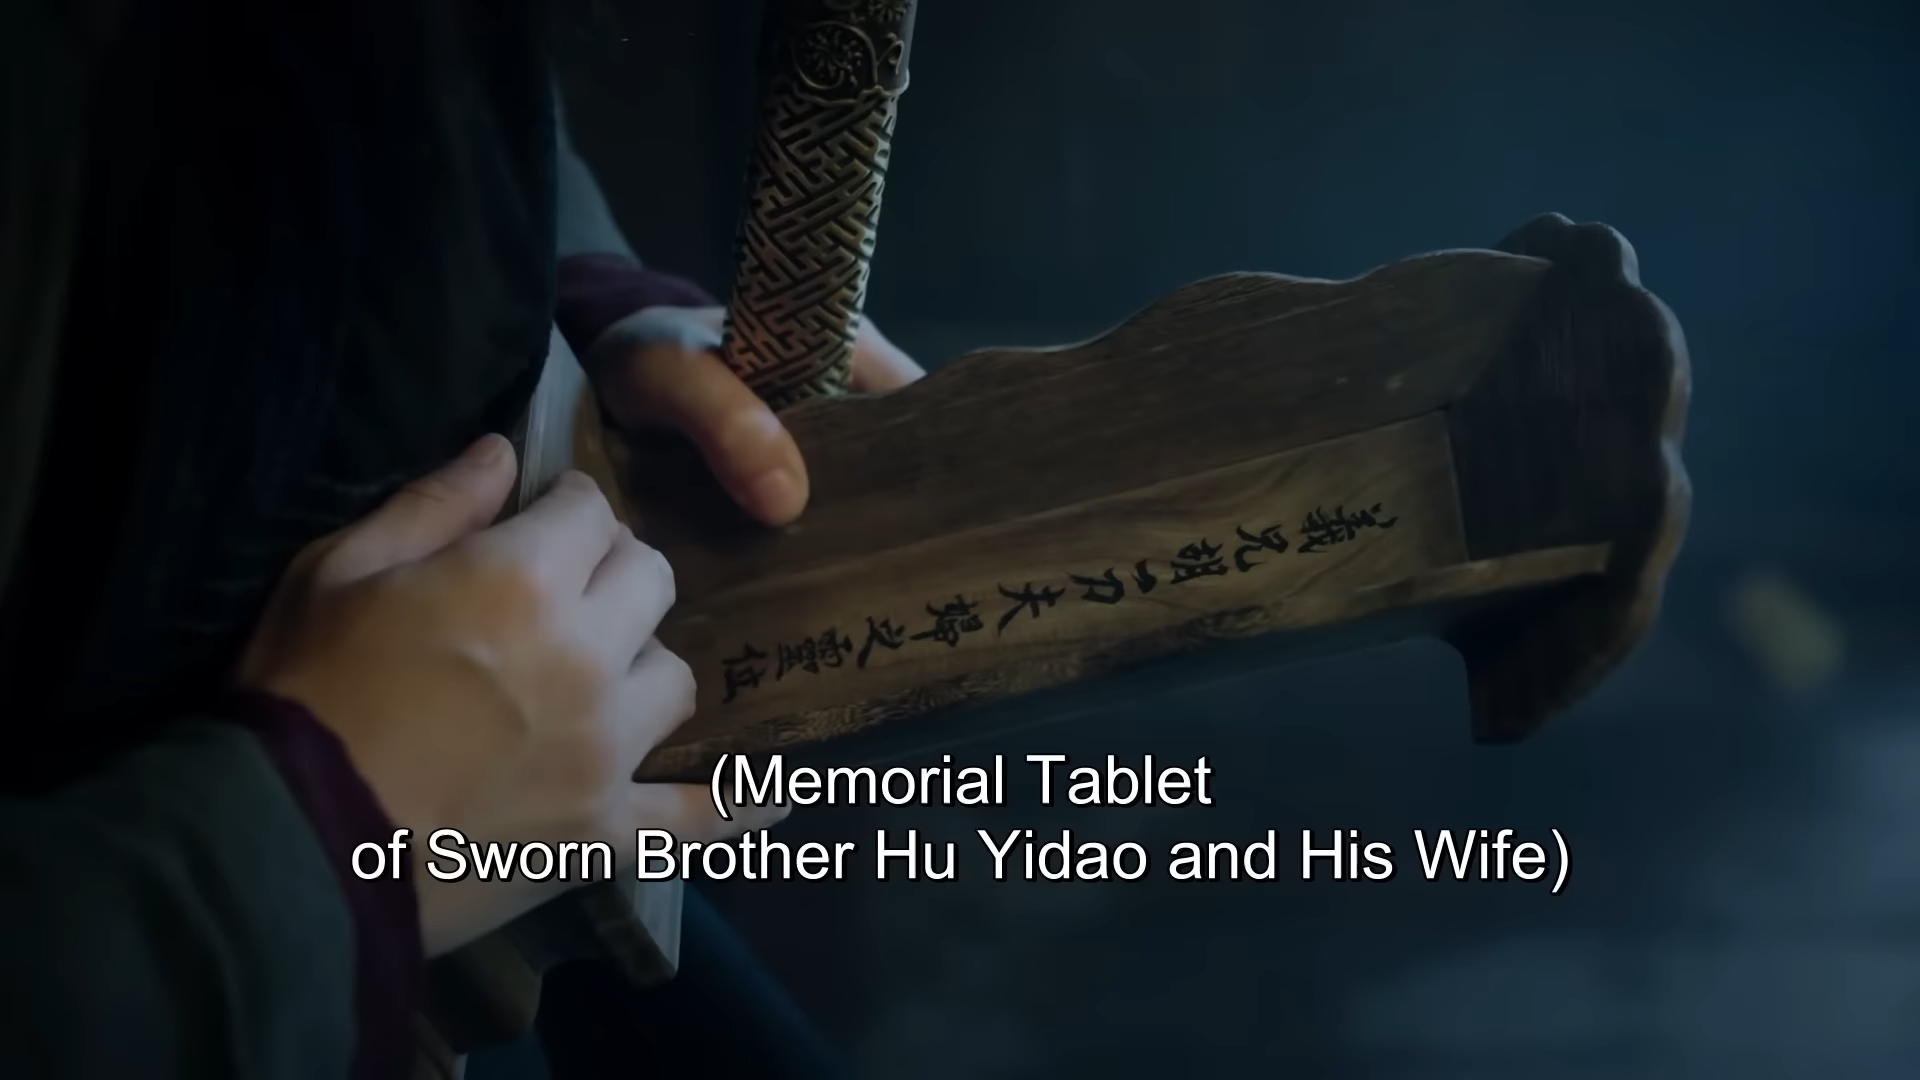 義兄胡一刀夫婦之靈位
(Memorial Tablet
of Sworn Brother Hu Yidao and His Wife)